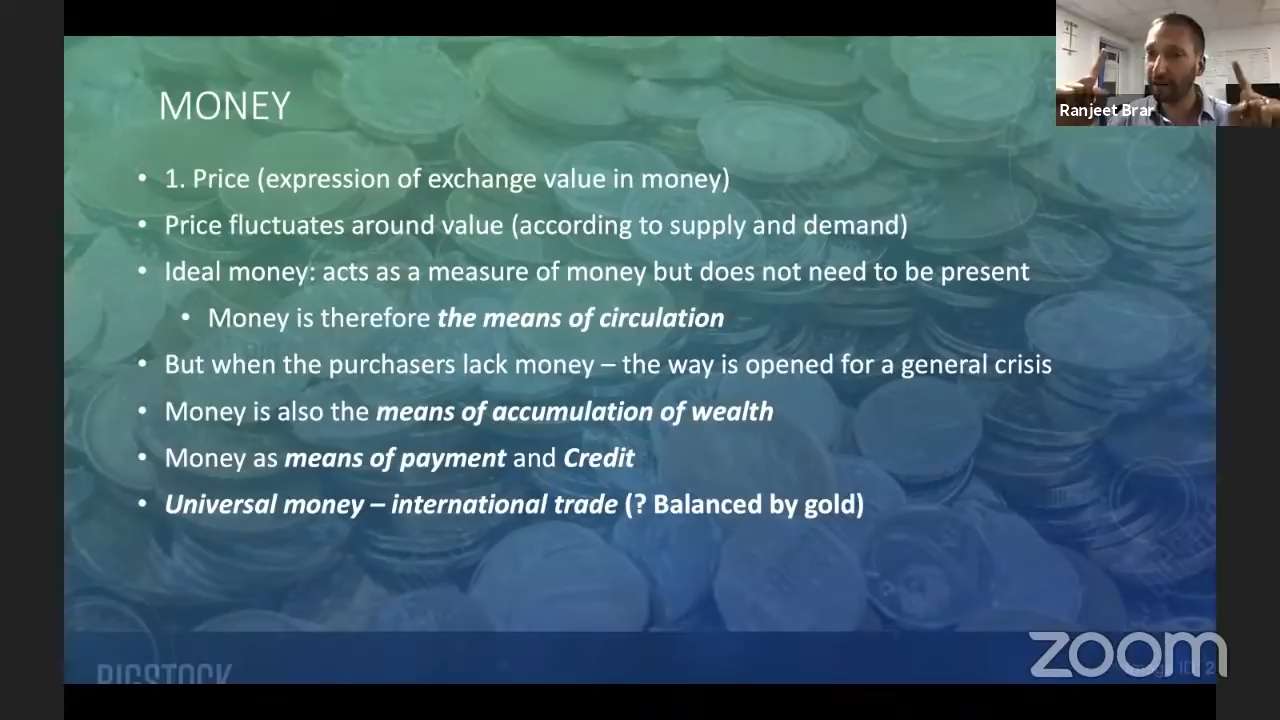 MONEY
• 1. Price (expression of exchange value in money)
• Price fluctuates around value (according to supply and demand)
• Ideal money: acts as a measure of money but does not need to be present
• Money is therefore the means of circulation
• But when the purchasers lack money – the way is opened for a general crisis
• Money is also the means of accumulation of wealth
• Money as means of payment and Credit
• Universal money – international trade (? Balanced by gold)
Ranjeet Brar
BIGSTOCK
zoom